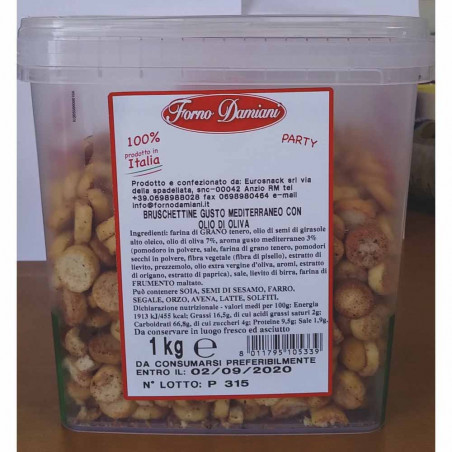 Forno Damiani
100%
prodotto in
Italia
PARTY
Prodotto e confezionato da: Eurosnack srl via
della spadellata, snc-00042 Anzio RM tel
+39.0698988028 fax 0698980464 e-mail
info@fornodamiani.it
BRUSCHETTINE GUSTO MEDITERRANEO CON
OLIO DI OLIVA
Ingredienti: farina di GRANO tenero, olio di semi di girasole
alto oleico, olio di oliva 7%, aroma gusto mediterraneo 3%
(pomodoro in polvere, sale, farina di grano tenero, pomodori
secchi in polvere, fibra vegetale (fibra di pisello), estratto di
lievito, prezzemolo, olio extra vergine d'oliva, aromi, estratto
di origano, estratto di paprica), sale, lievito di birra, farina di
FRUMENTO maltato.
Può contenere SOIA, SEMI DI SESAMO, FARRO,
SEGALE, ORZO, AVENA, LATTE, SOLFITI.
Dichiarazione nutrizionale - valori medi per 100g: Energia
1913 kJ/455 kcal; Grassi 16,5g, di cui acidi grassi saturi 2g;
Carboidrati 66,8g, di cui zuccheri 4g; Proteine 9,8g; Sale 1,9g.
Da conservare in luogo fresco ed asciutto
1 kg e
8 011795 105339
DA CONSUMARSI PREFERIBILMENTE
ENTRO IL: 02/09/2020
N° LOTTO: P 315